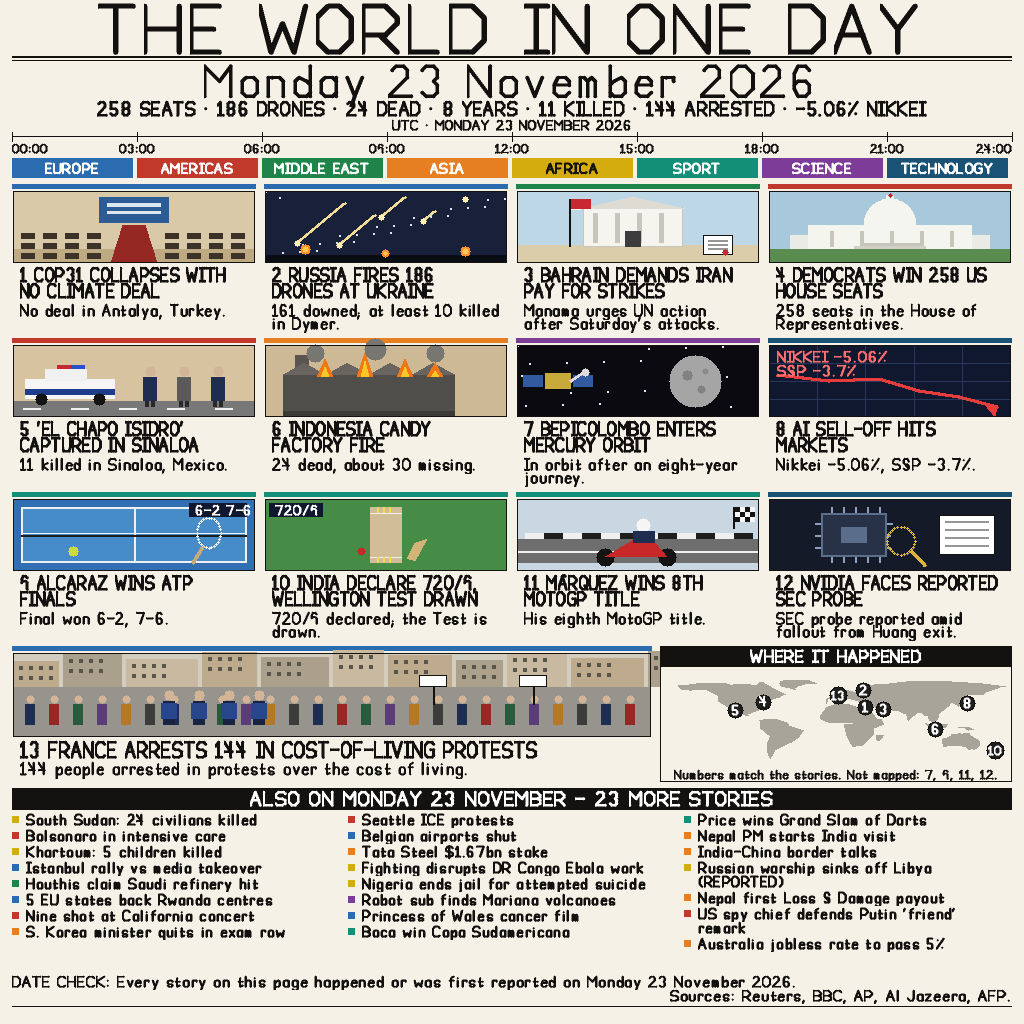 THE WORLD IN ONE DAY
Monday 23 November 2026
258 SEATS · 186 DRONES · 24 DEAD · 8 YEARS · 11 KILLED · 144 ARRESTED · -5.06% NIKKEI
UTC · MONDAY 23 NOVEMBER 2026
00:00 03:00 06:00 09:00 12:00 15:00 18:00 21:00 24:00
EUROPE AMERICAS MIDDLE EAST ASIA AFRICA SPORT SCIENCE TECHNOLOGY
1 COP31 COLLAPSES WITH
NO CLIMATE DEAL
No deal in Antalya, Turkey.
2 RUSSIA FIRES 186
DRONES AT UKRAINE
161 downed; at least 10 killed
in Dymer.
3 BAHRAIN DEMANDS IRAN
PAY FOR STRIKES
Manama urges UN action
after Saturday's attacks.
4 DEMOCRATS WIN 258 US
HOUSE SEATS
258 seats in the House of
Representatives.
5 'EL CHAPO ISIDRO'
CAPTURED IN SINALOA
11 killed in Sinaloa, Mexico.
6 INDONESIA CANDY
FACTORY FIRE
24 dead, about 30 missing.
7 BEPICOLOMBO ENTERS
MERCURY ORBIT
In orbit after an eight-year
journey.
NIKKEI -5.06%
S&P -3.7%
8 AI SELL-OFF HITS
MARKETS
Nikkei -5.06%, S&P -3.7%.
6-2 7-6
9 ALCARAZ WINS ATP
FINALS
Final won 6-2, 7-6.
720/9
10 INDIA DECLARE 720/9,
WELLINGTON TEST DRAWN
720/9 declared; the Test is
drawn.
11 MÁRQUEZ WINS 8TH
MOTOGP TITLE
His eighth MotoGP title.
12 NVIDIA FACES REPORTED
SEC PROBE
SEC probe reported amid
fallout from Huang exit.
13 FRANCE ARRESTS 144 IN COST-OF-LIVING PROTESTS
144 people arrested in protests over the cost of living.
WHERE IT HAPPENED
13 2 4 5 1 3 8 6 10
Numbers match the stories. Not mapped: 7, 9, 11, 12.
ALSO ON MONDAY 23 NOVEMBER - 23 MORE STORIES
South Sudan: 24 civilians killed
Bolsonaro in intensive care
Khartoum: 5 children killed
Istanbul rally vs media takeover
Houthis claim Saudi refinery hit
5 EU states back Rwanda centres
Nine shot at California concert
S. Korea minister quits in exam row
Seattle ICE protests
Belgian airports shut
Tata Steel $1.67bn stake
Fighting disrupts DR Congo Ebola work
Nigeria ends jail for attempted suicide
Robot sub finds Mariana volcanoes
Princess of Wales cancer film
Boca win Copa Sudamericana
Price wins Grand Slam of Darts
Nepal PM starts India visit
India-China border talks
Russian warship sinks off Libya
(REPORTED)
Nepal first Loss & Damage payout
US spy chief defends Putin 'friend'
remark
Australia jobless rate to pass 5%
DATE CHECK: Every story on this page happened or was first reported on Monday 23 November 2026.
Sources: Reuters, BBC, AP, Al Jazeera, AFP.